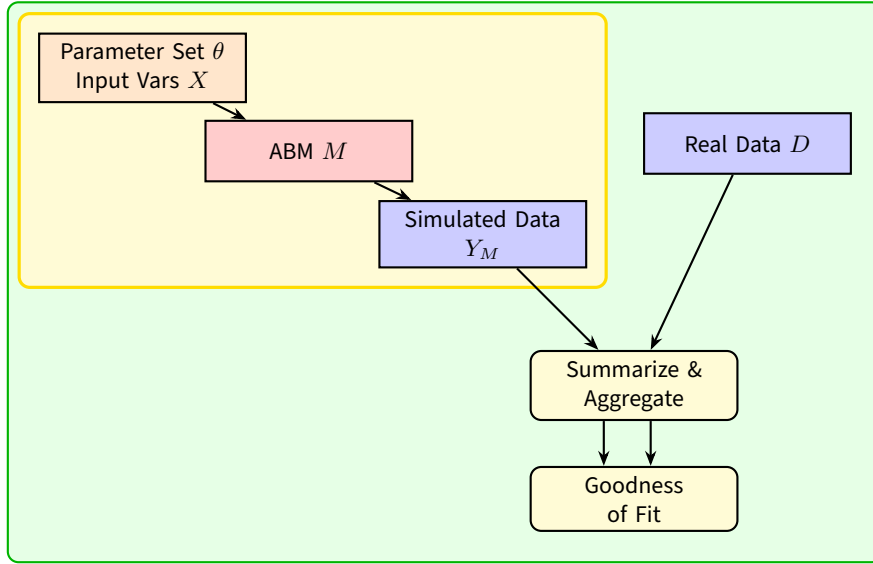 Parameter Set θ
Input Vars X
ABM M
Real Data D
Simulated Data
Y_M
Summarize &
Aggregate
Goodness
of Fit